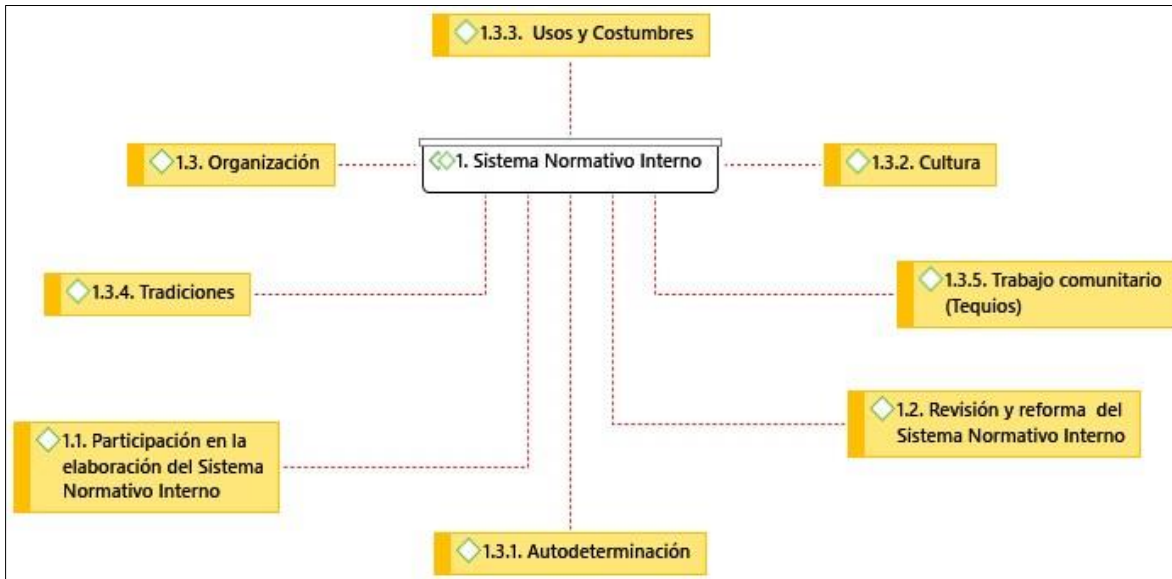 1.3.3. Usos y Costumbres
1.3. Organización
1. Sistema Normativo Interno
1.3.2. Cultura
1.3.4. Tradiciones
1.3.5. Trabajo comunitario
(Tequios)
1.1. Participación en la
elaboración del Sistema
Normativo Interno
1.2. Revisión y reforma del
Sistema Normativo Interno
1.3.1. Autodeterminación